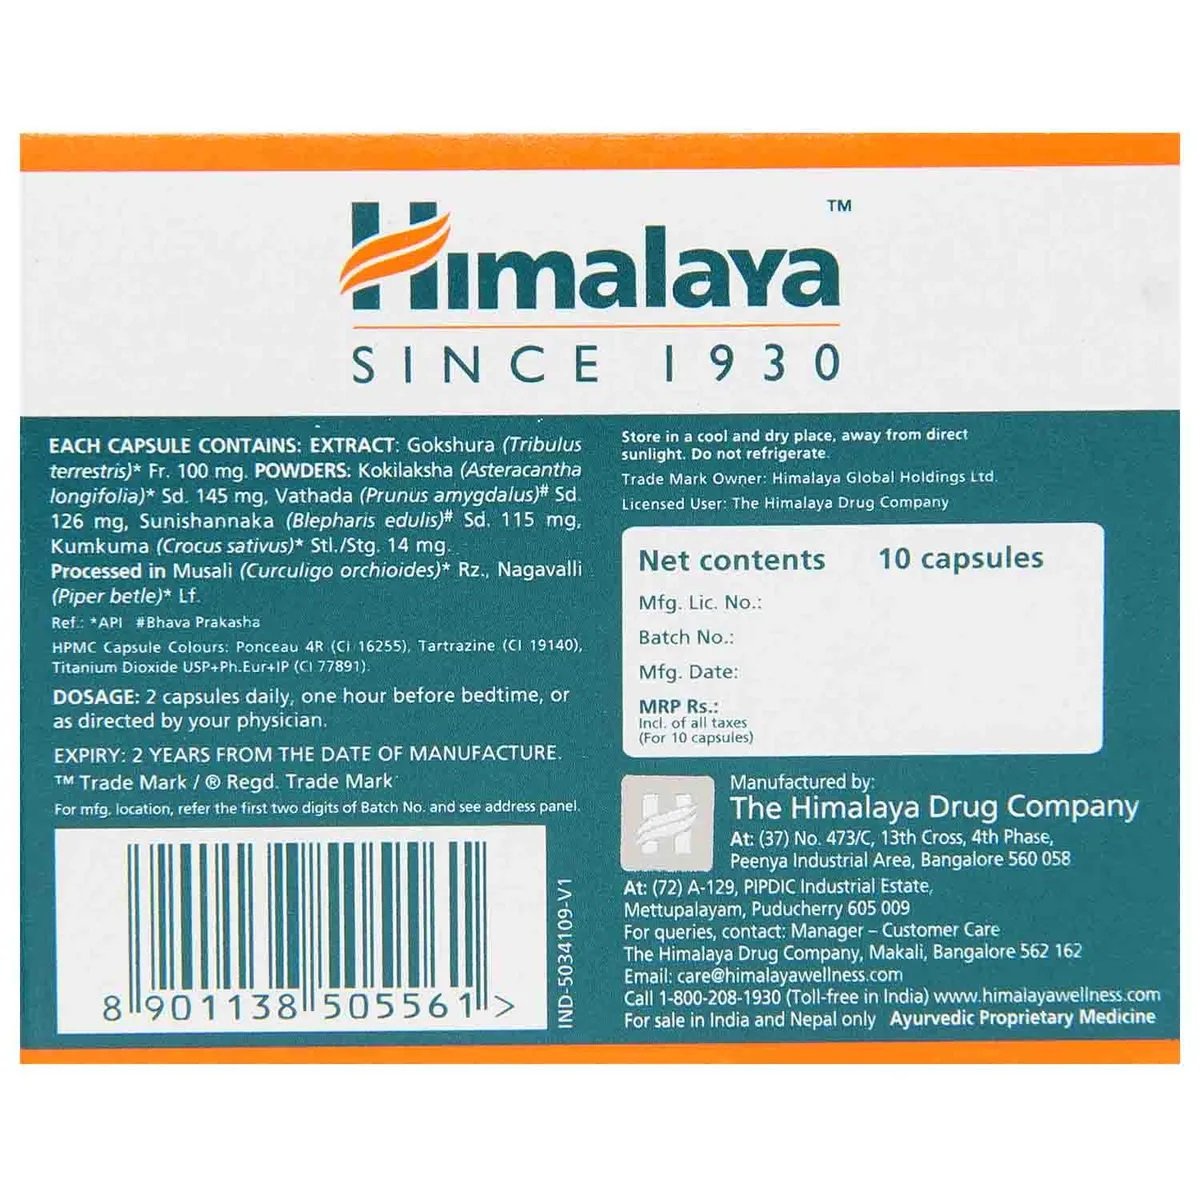 Himalaya ™
SINCE 1930
EACH CAPSULE CONTAINS: EXTRACT: Gokshura (Tribulus
terrestris)* Fr. 100 mg. POWDERS: Kokilaksha (Asteracantha
longifolia)* Sd. 145 mg, Vathada (Prunus amygdalus)# Sd.
126 mg, Sunishannaka (Blepharis edulis)# Sd. 115 mg,
Kumkuma (Crocus sativus)* Stl./Stg. 14 mg.
Processed in Musali (Curculigo orchioides)* Rz., Nagavalli
(Piper betle)* Lf.
Ref.: *API #Bhava Prakasha
HPMC Capsule Colours: Ponceau 4R (CI 16255), Tartrazine (CI 19140),
Titanium Dioxide USP+Ph.Eur+IP (CI 77891).
DOSAGE: 2 capsules daily, one hour before bedtime, or
as directed by your physician.
EXPIRY: 2 YEARS FROM THE DATE OF MANUFACTURE.
™ Trade Mark / ® Regd. Trade Mark
For mfg. location, refer the first two digits of Batch No. and see address panel.
8 901138 505561 >
IND-5034109-V1
Store in a cool and dry place, away from direct
sunlight. Do not refrigerate.
Trade Mark Owner: Himalaya Global Holdings Ltd.
Licensed User: The Himalaya Drug Company
Net contents 10 capsules
Mfg. Lic. No.:
Batch No.:
Mfg. Date:
MRP Rs.:
Incl. of all taxes
(For 10 capsules)
Manufactured by:
The Himalaya Drug Company
At: (37) No. 473/C, 13th Cross, 4th Phase,
Peenya Industrial Area, Bangalore 560 058
At: (72) A-129, PIPDIC Industrial Estate,
Mettupalayam, Puducherry 605 009
For queries, contact: Manager – Customer Care
The Himalaya Drug Company, Makali, Bangalore 562 162
Email: care@himalayawellness.com
Call 1-800-208-1930 (Toll-free in India) www.himalayawellness.com
For sale in India and Nepal only Ayurvedic Proprietary Medicine